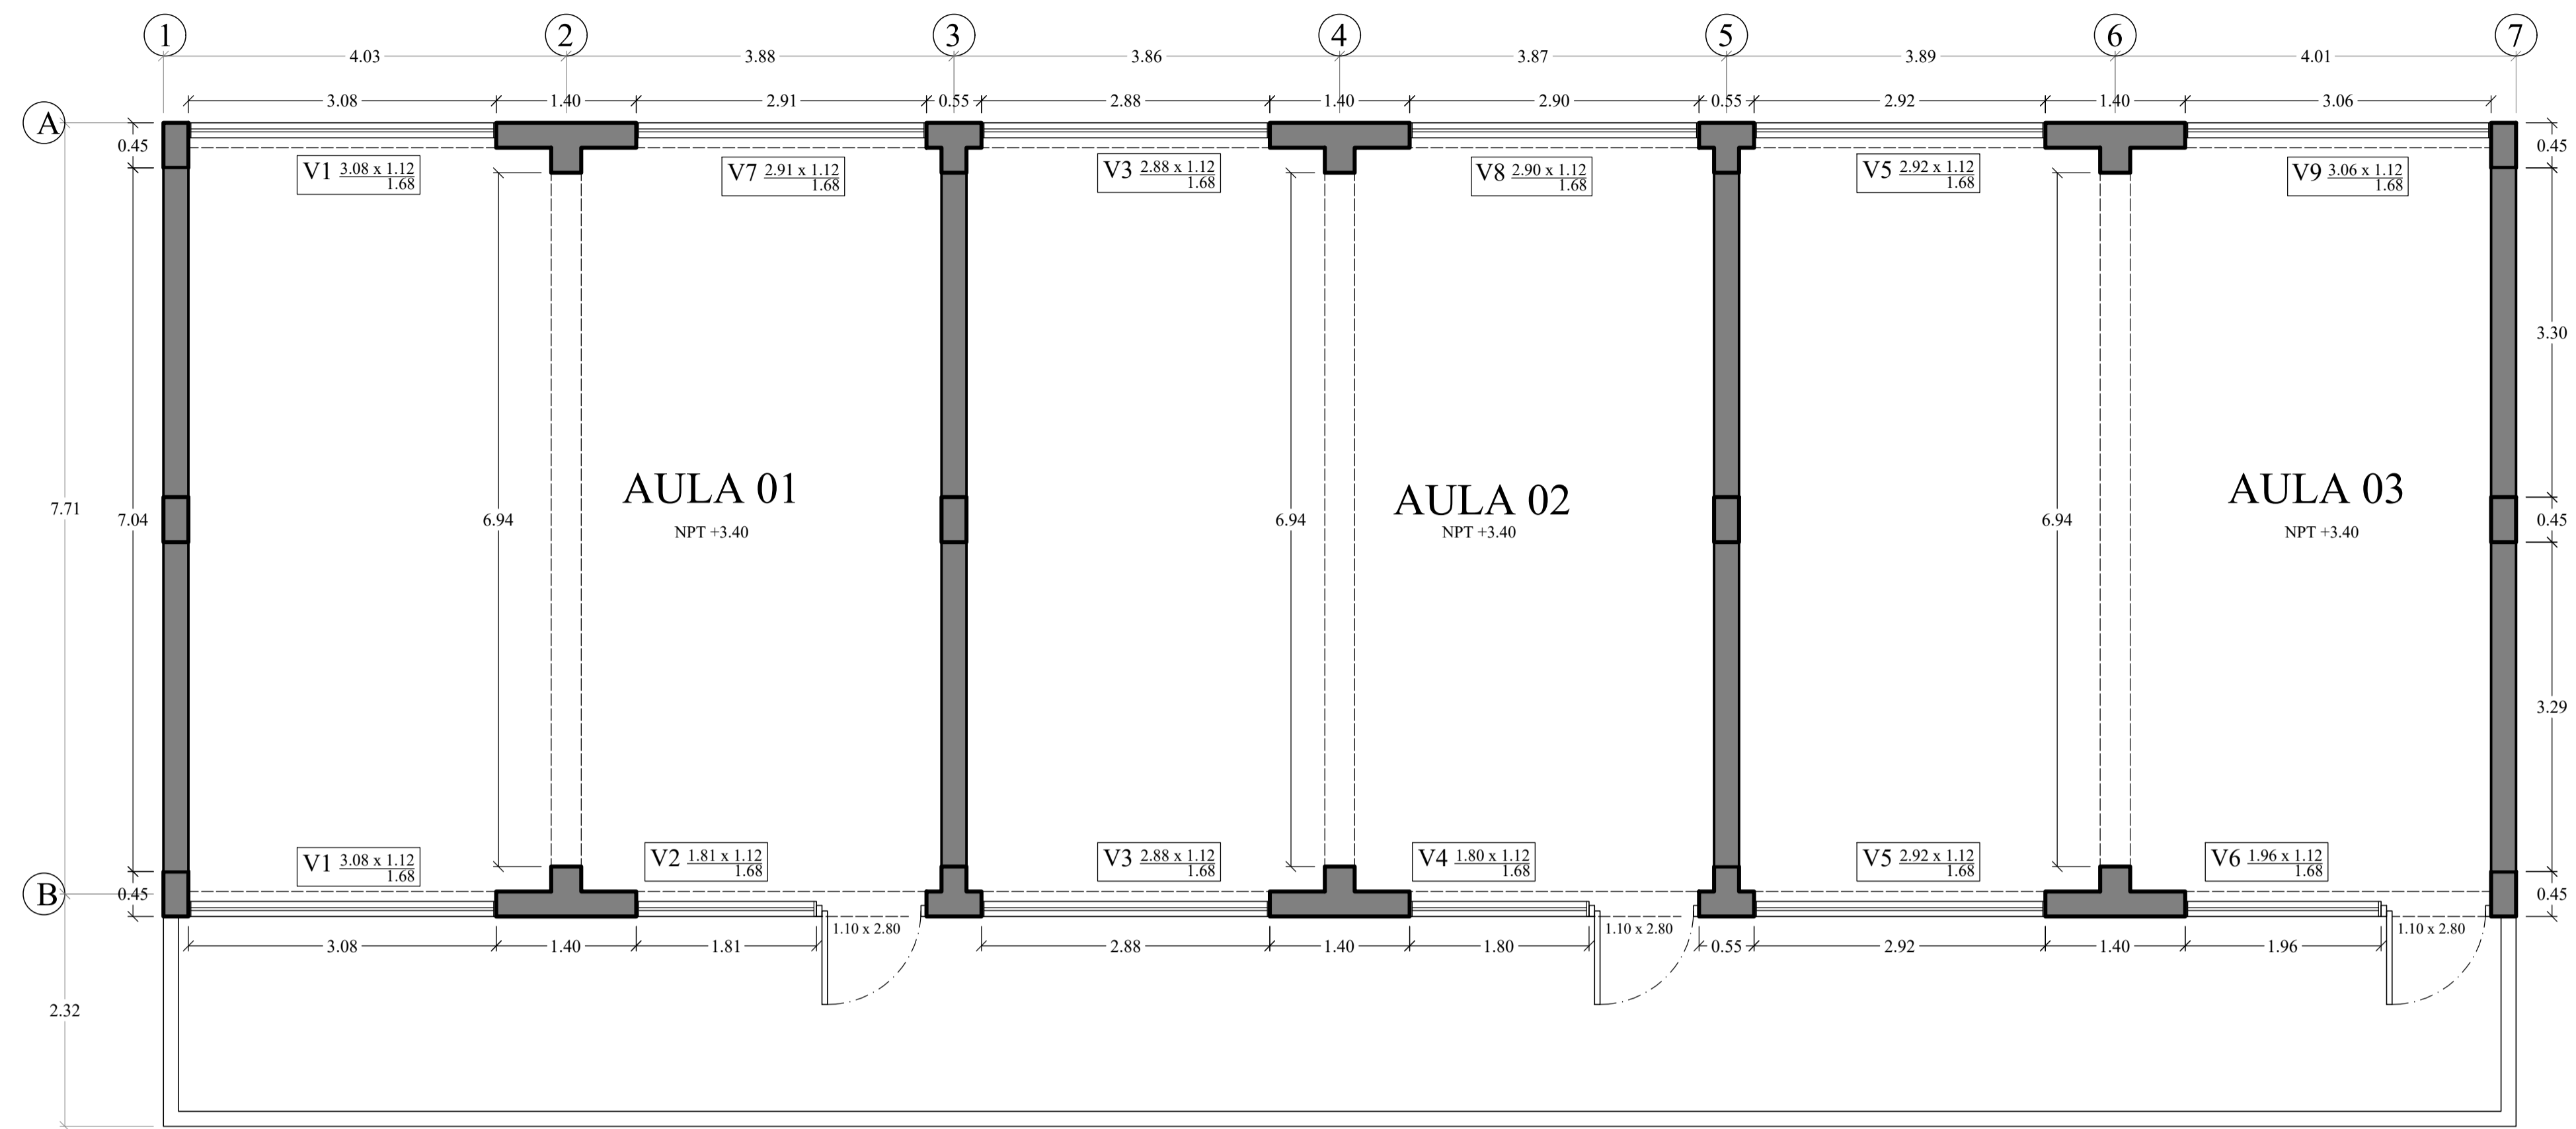 1 2 3 4 5 6 7
4.03 3.88 3.86 3.87 3.89 4.01
3.08 1.40 2.91 0.55 2.88 1.40 2.90 0.55 2.92 1.40 3.06
A
0.45 0.45
V1 3.08 x 1.12
1.68
V7 2.91 x 1.12
1.68
V3 2.88 x 1.12
1.68
V8 2.90 x 1.12
1.68
V5 2.92 x 1.12
1.68
V9 3.06 x 1.12
1.68
3.30
AULA 01
NPT +3.40
AULA 02
NPT +3.40
AULA 03
NPT +3.40
7.71 7.04 6.94 6.94 6.94 0.45
3.29
V1 3.08 x 1.12
1.68
V2 1.81 x 1.12
1.68
V3 2.88 x 1.12
1.68
V4 1.80 x 1.12
1.68
V5 2.92 x 1.12
1.68
V6 1.96 x 1.12
1.68
B
0.45 0.45
1.10 x 2.80 1.10 x 2.80 1.10 x 2.80
3.08 1.40 1.81 2.88 1.40 1.80 0.55 2.92 1.40 1.96
2.32